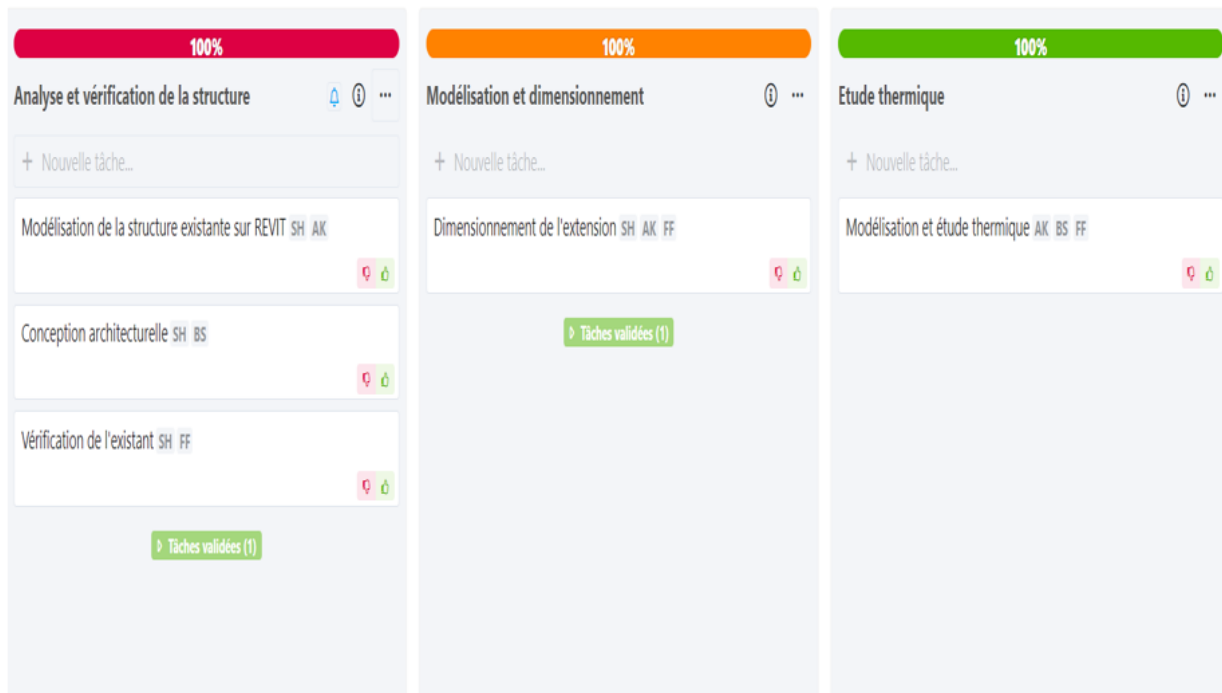 100%
Analyse et vérification de la structure
+ Nouvelle tâche...
Modélisation de la structure existante sur REVIT SH AK
Conception architecturelle SH BS
Vérification de l'existant SH FF
Tâches validées (1)
100%
Modélisation et dimensionnement
+ Nouvelle tâche...
Dimensionnement de l'extension SH AK FF
Tâches validées (1)
100%
Etude thermique
+ Nouvelle tâche...
Modélisation et étude thermique AK BS FF